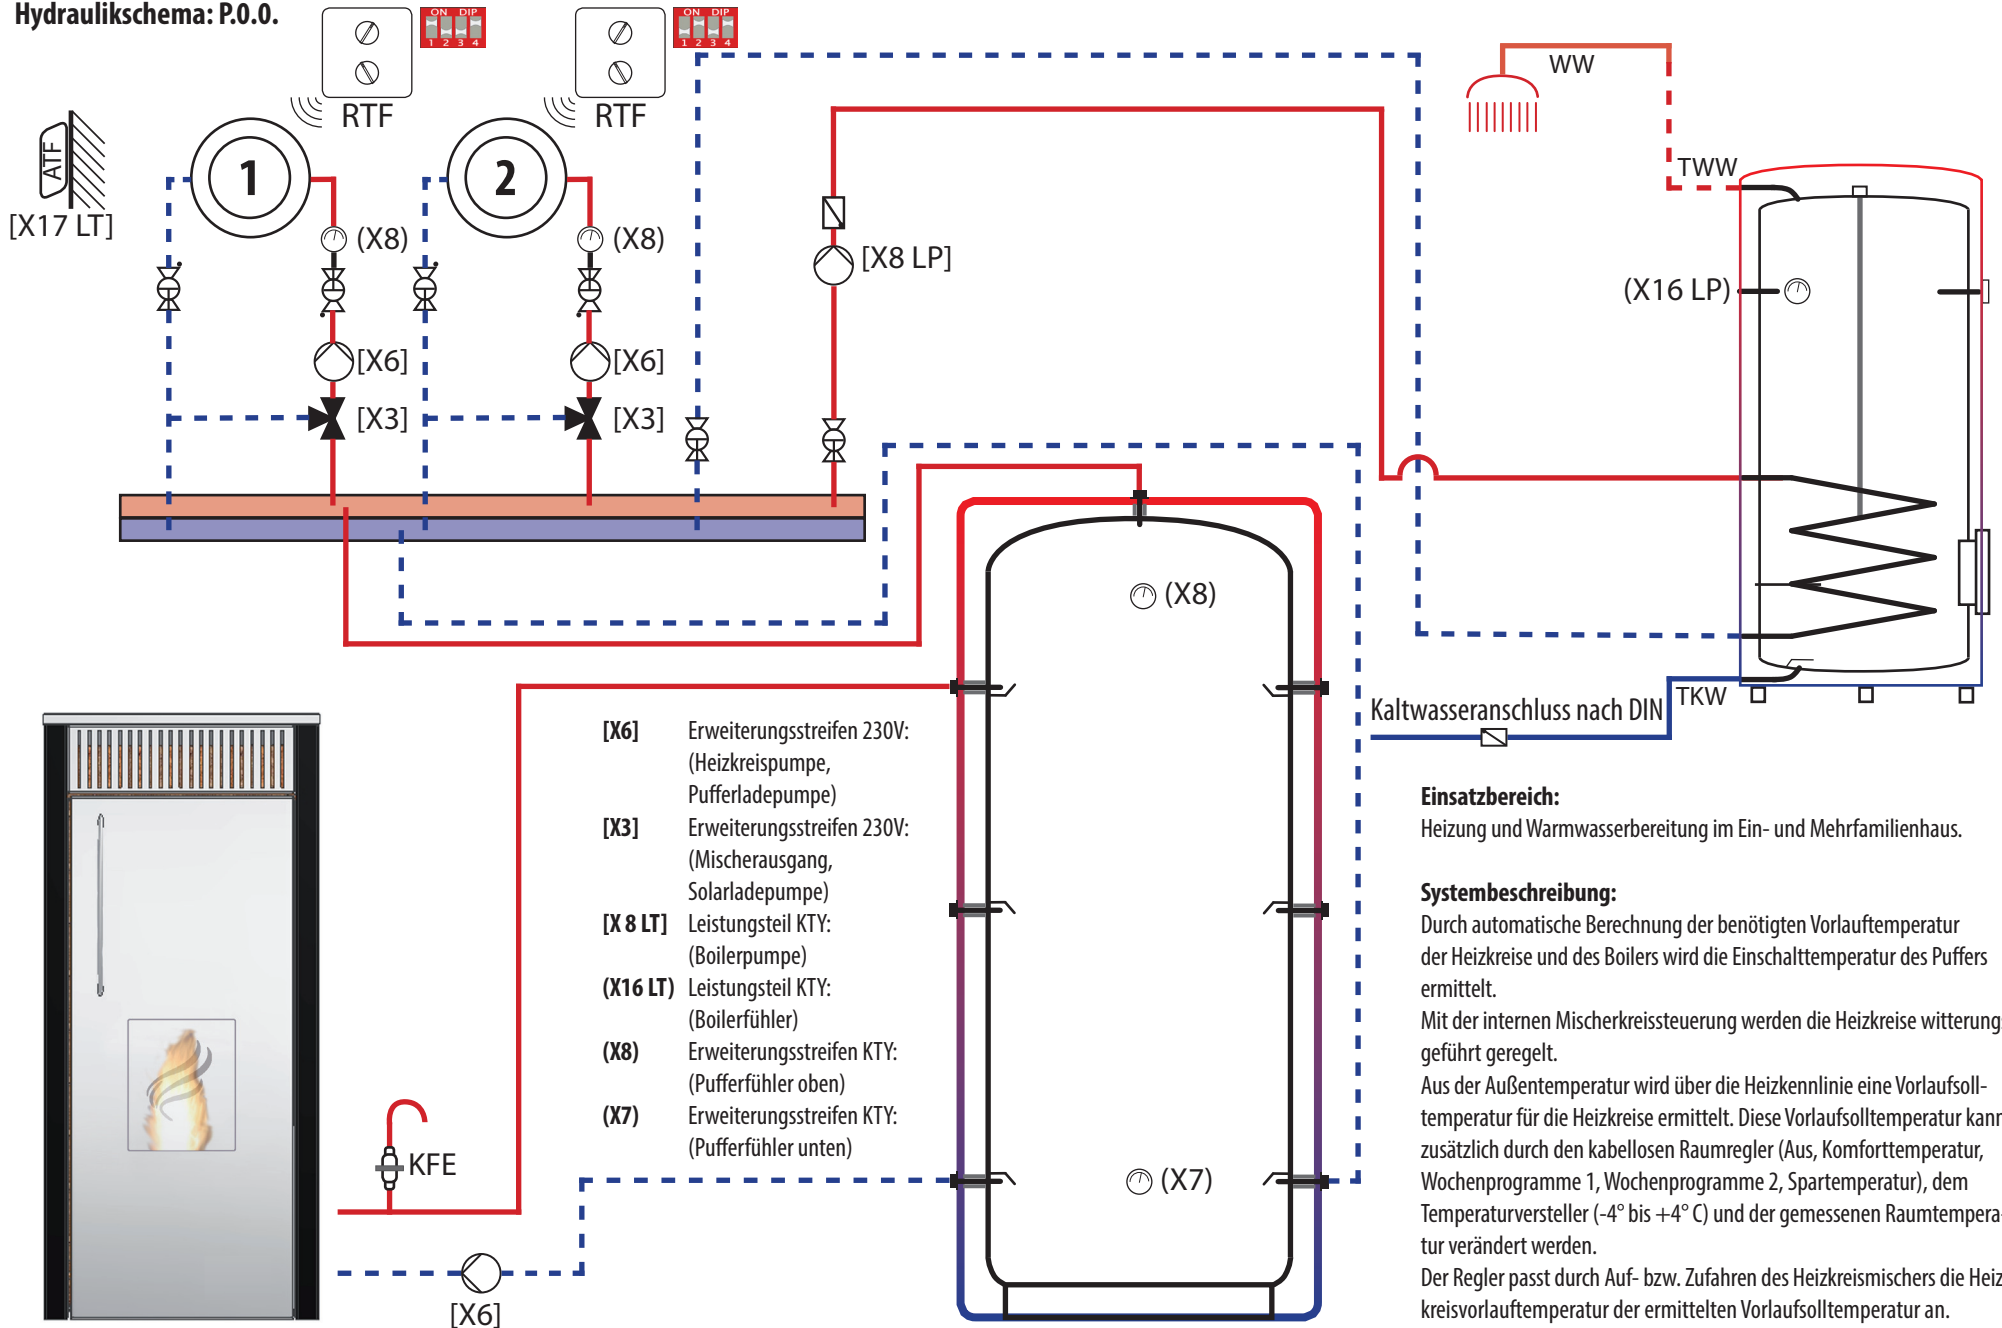 Hydraulikschema: P.0.0.
ON DIP
1 2 3 4
ON DIP
1 2 3 4
RTF
RTF
WW
ATF
[X17 LT]
1
2
TWW
(X8)
(X8)
[X8 LP]
(X16 LP)
[X6]
[X6]
[X3]
[X3]
(X8)
TKW
Kaltwasseranschluss nach DIN
[X6] Erweiterungsstreifen 230V:
(Heizkreispumpe,
Pufferladepumpe)
[X3] Erweiterungsstreifen 230V:
(Mischerausgang,
Solarladepumpe)
[X 8 LT] Leistungsteil KTY:
(Boilerpumpe)
(X16 LT) Leistungsteil KTY:
(Boilerfühler)
(X8) Erweiterungsstreifen KTY:
(Pufferfühler oben)
(X7) Erweiterungsstreifen KTY:
(Pufferfühler unten)
KFE
(X7)
[X6]
Einsatzbereich:
Heizung und Warmwasserbereitung im Ein- und Mehrfamilienhaus.
Systembeschreibung:
Durch automatische Berechnung der benötigten Vorlauftemperatur
der Heizkreise und des Boilers wird die Einschalttemperatur des Puffers
ermittelt.
Mit der internen Mischerkreissteuerung werden die Heizkreise witterung
geführt geregelt.
Aus der Außentemperatur wird über die Heizkennlinie eine Vorlaufsoll-
temperatur für die Heizkreise ermittelt. Diese Vorlaufsolltemperatur kann
zusätzlich durch den kabellosen Raumregler (Aus, Komforttemperatur,
Wochenprogramme 1, Wochenprogramme 2, Spartemperatur), dem
Temperaturversteller (-4° bis +4° C) und der gemessenen Raumtempera-
tur verändert werden.
Der Regler passt durch Auf- bzw. Zufahren des Heizkreismischers die Heiz
kreisvorlauftemperatur der ermittelten Vorlaufsolltemperatur an.